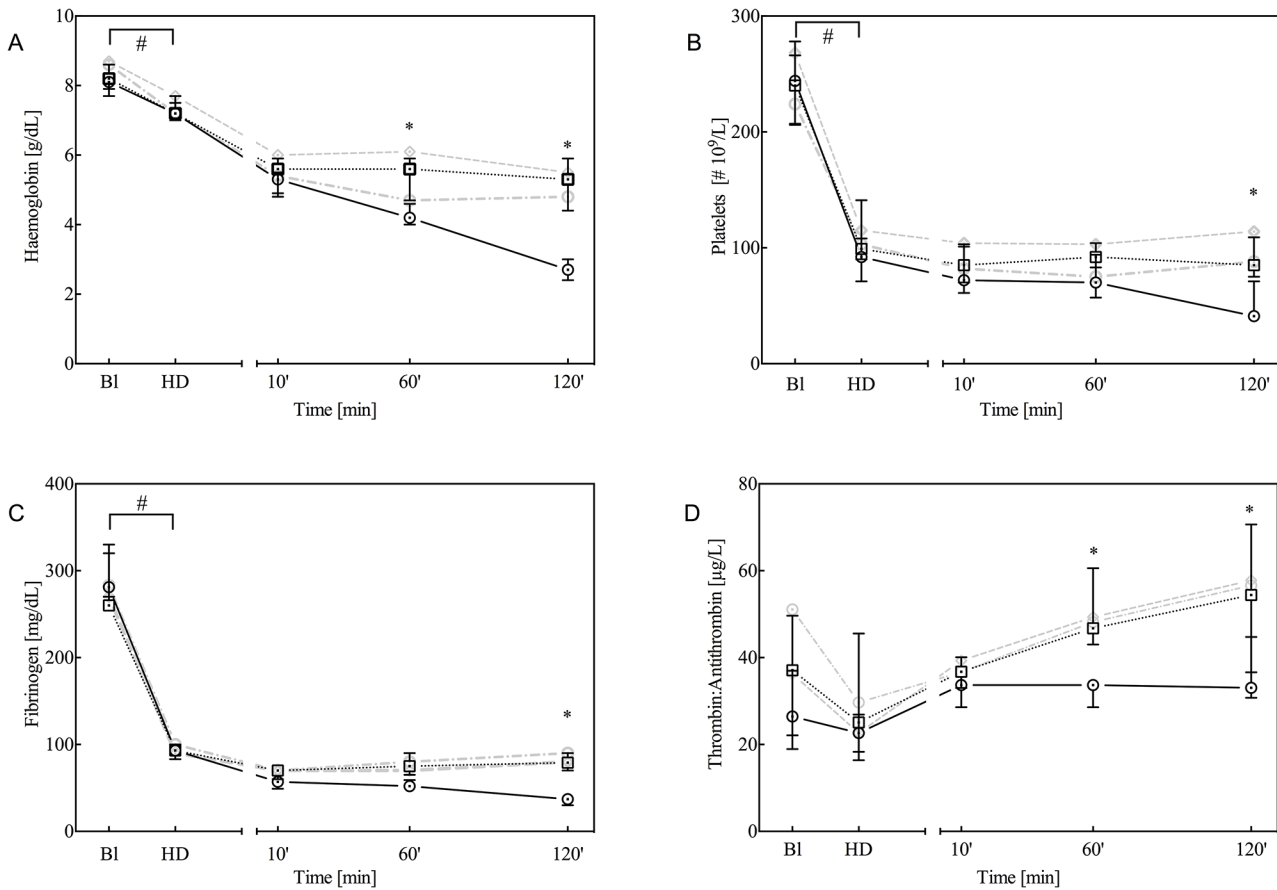 A
Haemoglobin [g/dL]
10
8
6
4
2
0
#
*
*
Bl HD 10' 60' 120'
Time [min]
B
Platelets [# 10⁹/L]
300
200
100
0
#
*
Bl HD 10' 60' 120'
Time [min]
C
Fibrinogen [mg/dL]
400
300
200
100
0
#
*
Bl HD 10' 60' 120'
Time [min]
D
Thrombin:Antithrombin [µg/L]
80
60
40
20
0
*
*
Bl HD 10' 60' 120'
Time [min]